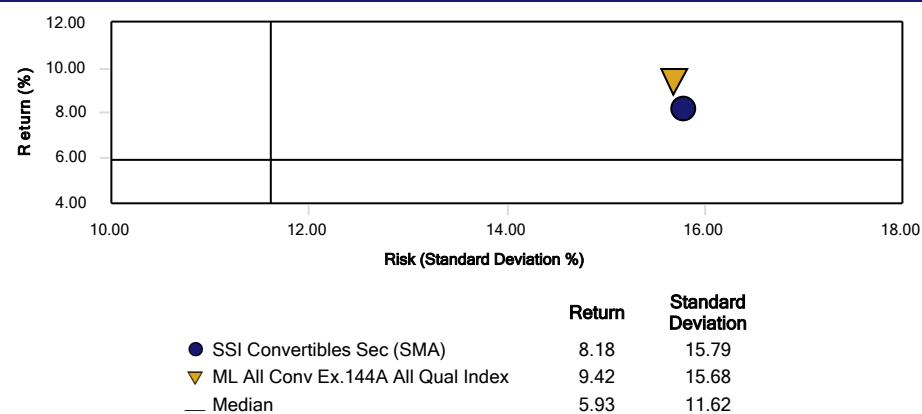 12.00
10.00
8.00
6.00
4.00
Return (%)
10.00 12.00 14.00 16.00 18.00
Risk (Standard Deviation %)
Return Standard Deviation
SSI Convertibles Sec (SMA) 8.18 15.79
ML All Conv Ex.144A All Qual Index 9.42 15.68
Median 5.93 11.62